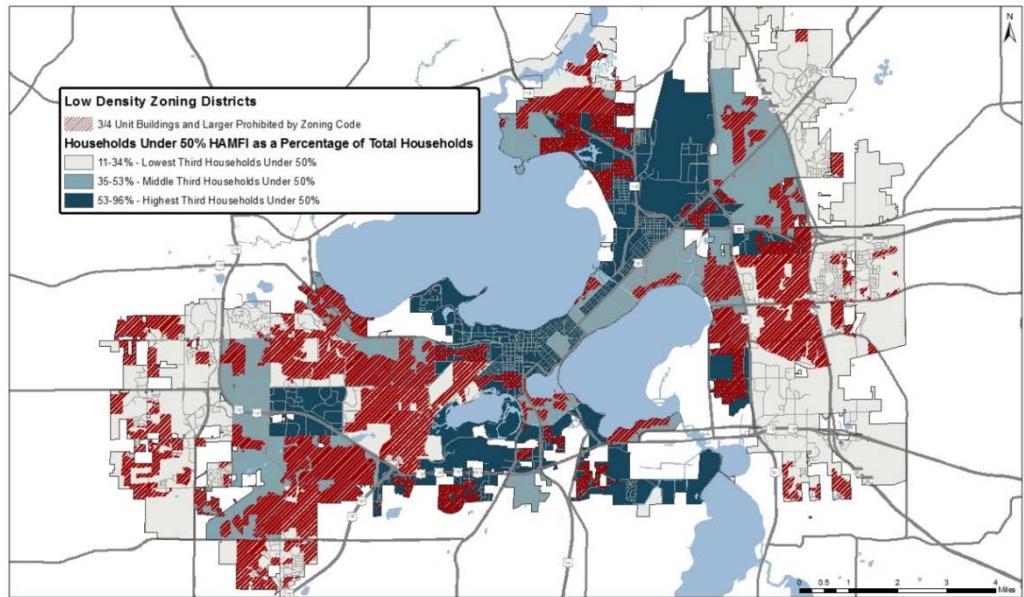 Low Density Zoning Districts
3/4 Unit Buildings and Larger Prohibited by Zoning Code
Households Under 50% HAMFI as a Percentage of Total Households
11-34% - Lowest Third Households Under 50%
35-53% - Middle Third Households Under 50%
53-96% - Highest Third Households Under 50%
N
0 0.5 1 2 3 4
Miles